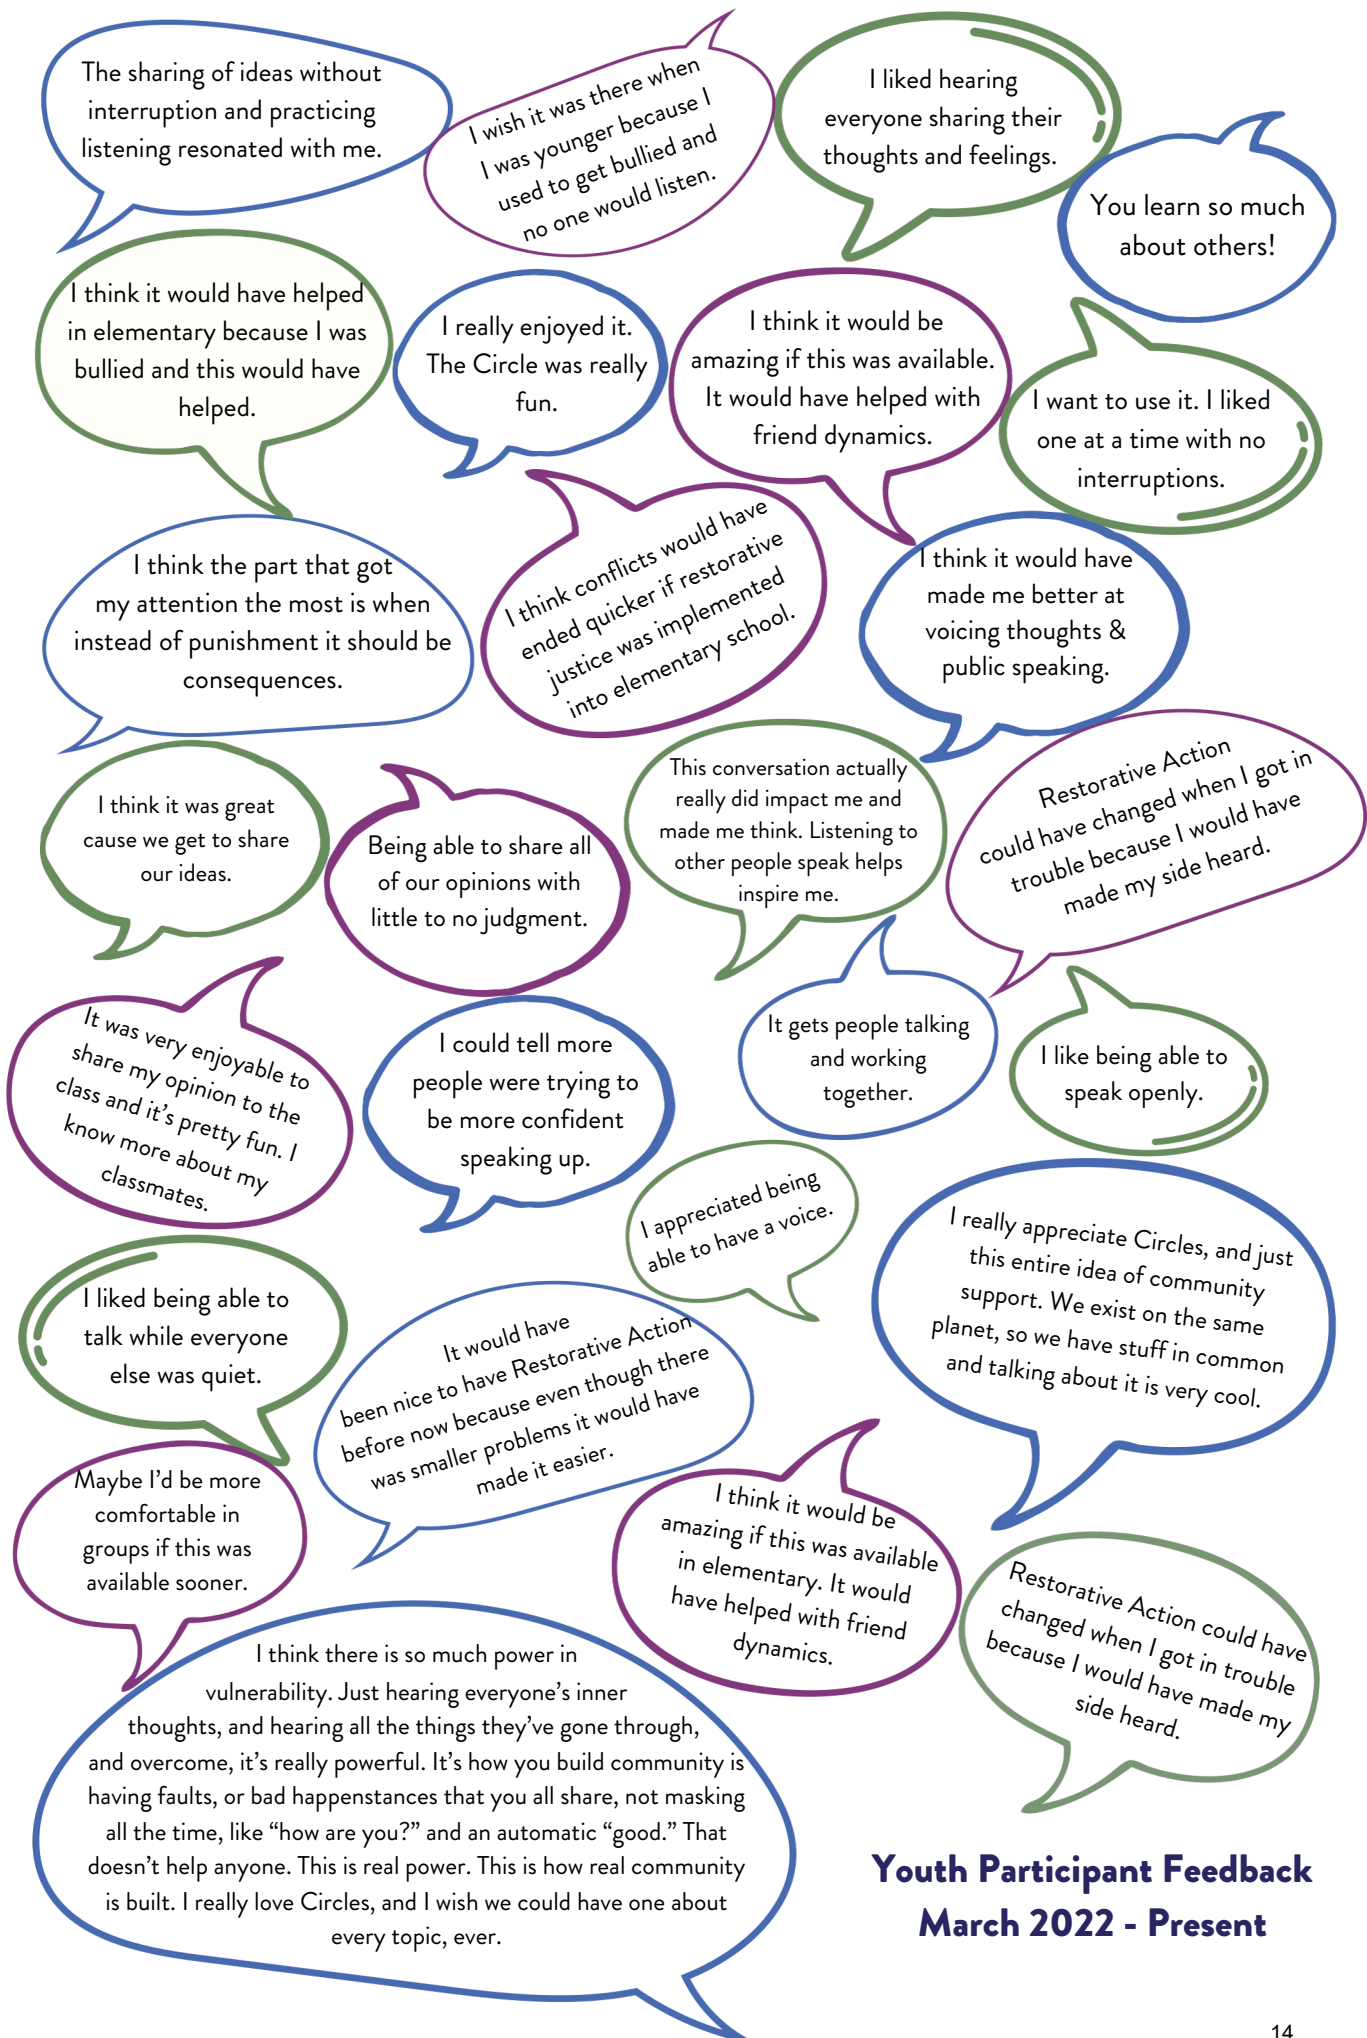 The sharing of ideas without
interruption and practicing
listening resonated with me.
I wish it was there when
I was younger because I
used to get bullied and
no one would listen.
I liked hearing
everyone sharing their
thoughts and feelings.
You learn so much
about others!
I think it would have helped
in elementary because I was
bullied and this would have
helped.
I really enjoyed it.
The Circle was really
fun.
I think it would be
amazing if this was available.
It would have helped with
friend dynamics.
I want to use it. I liked
one at a time with no
interruptions.
I think the part that got
my attention the most is when
instead of punishment it should be
consequences.
I think conflicts would have
ended quicker if restorative
justice was implemented
into elementary school.
I think it would have
made me better at
voicing thoughts &
public speaking.
I think it was great
cause we get to share
our ideas.
Being able to share all
of our opinions with
little to no judgment.
This conversation actually
really did impact me and
made me think. Listening to
other people speak helps
inspire me.
Restorative Action
could have changed when I got in
trouble because I would have
made my side heard.
It was very enjoyable to
share my opinion to the
class and it's pretty fun. I
know more about my
classmates.
I could tell more
people were trying to
be more confident
speaking up.
It gets people talking
and working
together.
I like being able to
speak openly.
I appreciated being
able to have a voice.
I really appreciate Circles, and just
this entire idea of community
support. We exist on the same
planet, so we have stuff in common
and talking about it is very cool.
I liked being able to
talk while everyone
else was quiet.
It would have
been nice to have Restorative Action
before now because even though there
was smaller problems it would have
made it easier.
Maybe I'd be more
comfortable in
groups if this was
available sooner.
I think it would be
amazing if this was available
in elementary. It would
have helped with friend
dynamics.
Restorative Action could have
changed when I got in trouble
because I would have made my
side heard.
I think there is so much power in
vulnerability. Just hearing everyone's inner
thoughts, and hearing all the things they've gone through,
and overcome, it's really powerful. It's how you build community is
having faults, or bad happenstances that you all share, not masking
all the time, like "how are you?" and an automatic "good." That
doesn't help anyone. This is real power. This is how real community
is built. I really love Circles, and I wish we could have one about
every topic, ever.
Youth Participant Feedback
March 2022 - Present
14